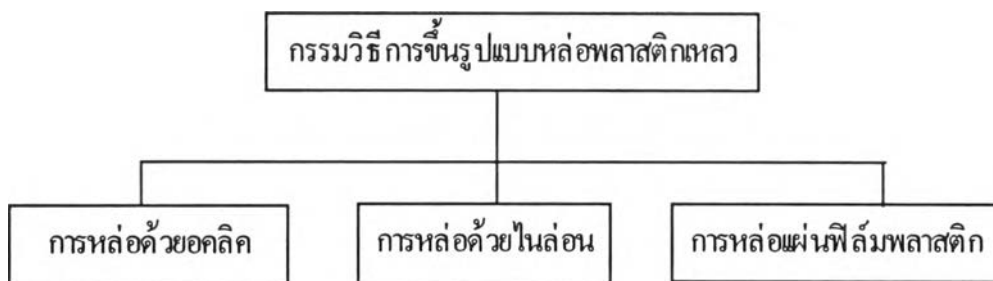 กรรมวิธีการขึ้นรูปแบบหล่อพลาสติกเหลว
การหล่อด้วยอคลิค
การหล่อด้วยไนล่อน
การหล่อแผ่นฟิล์มพลาสติก